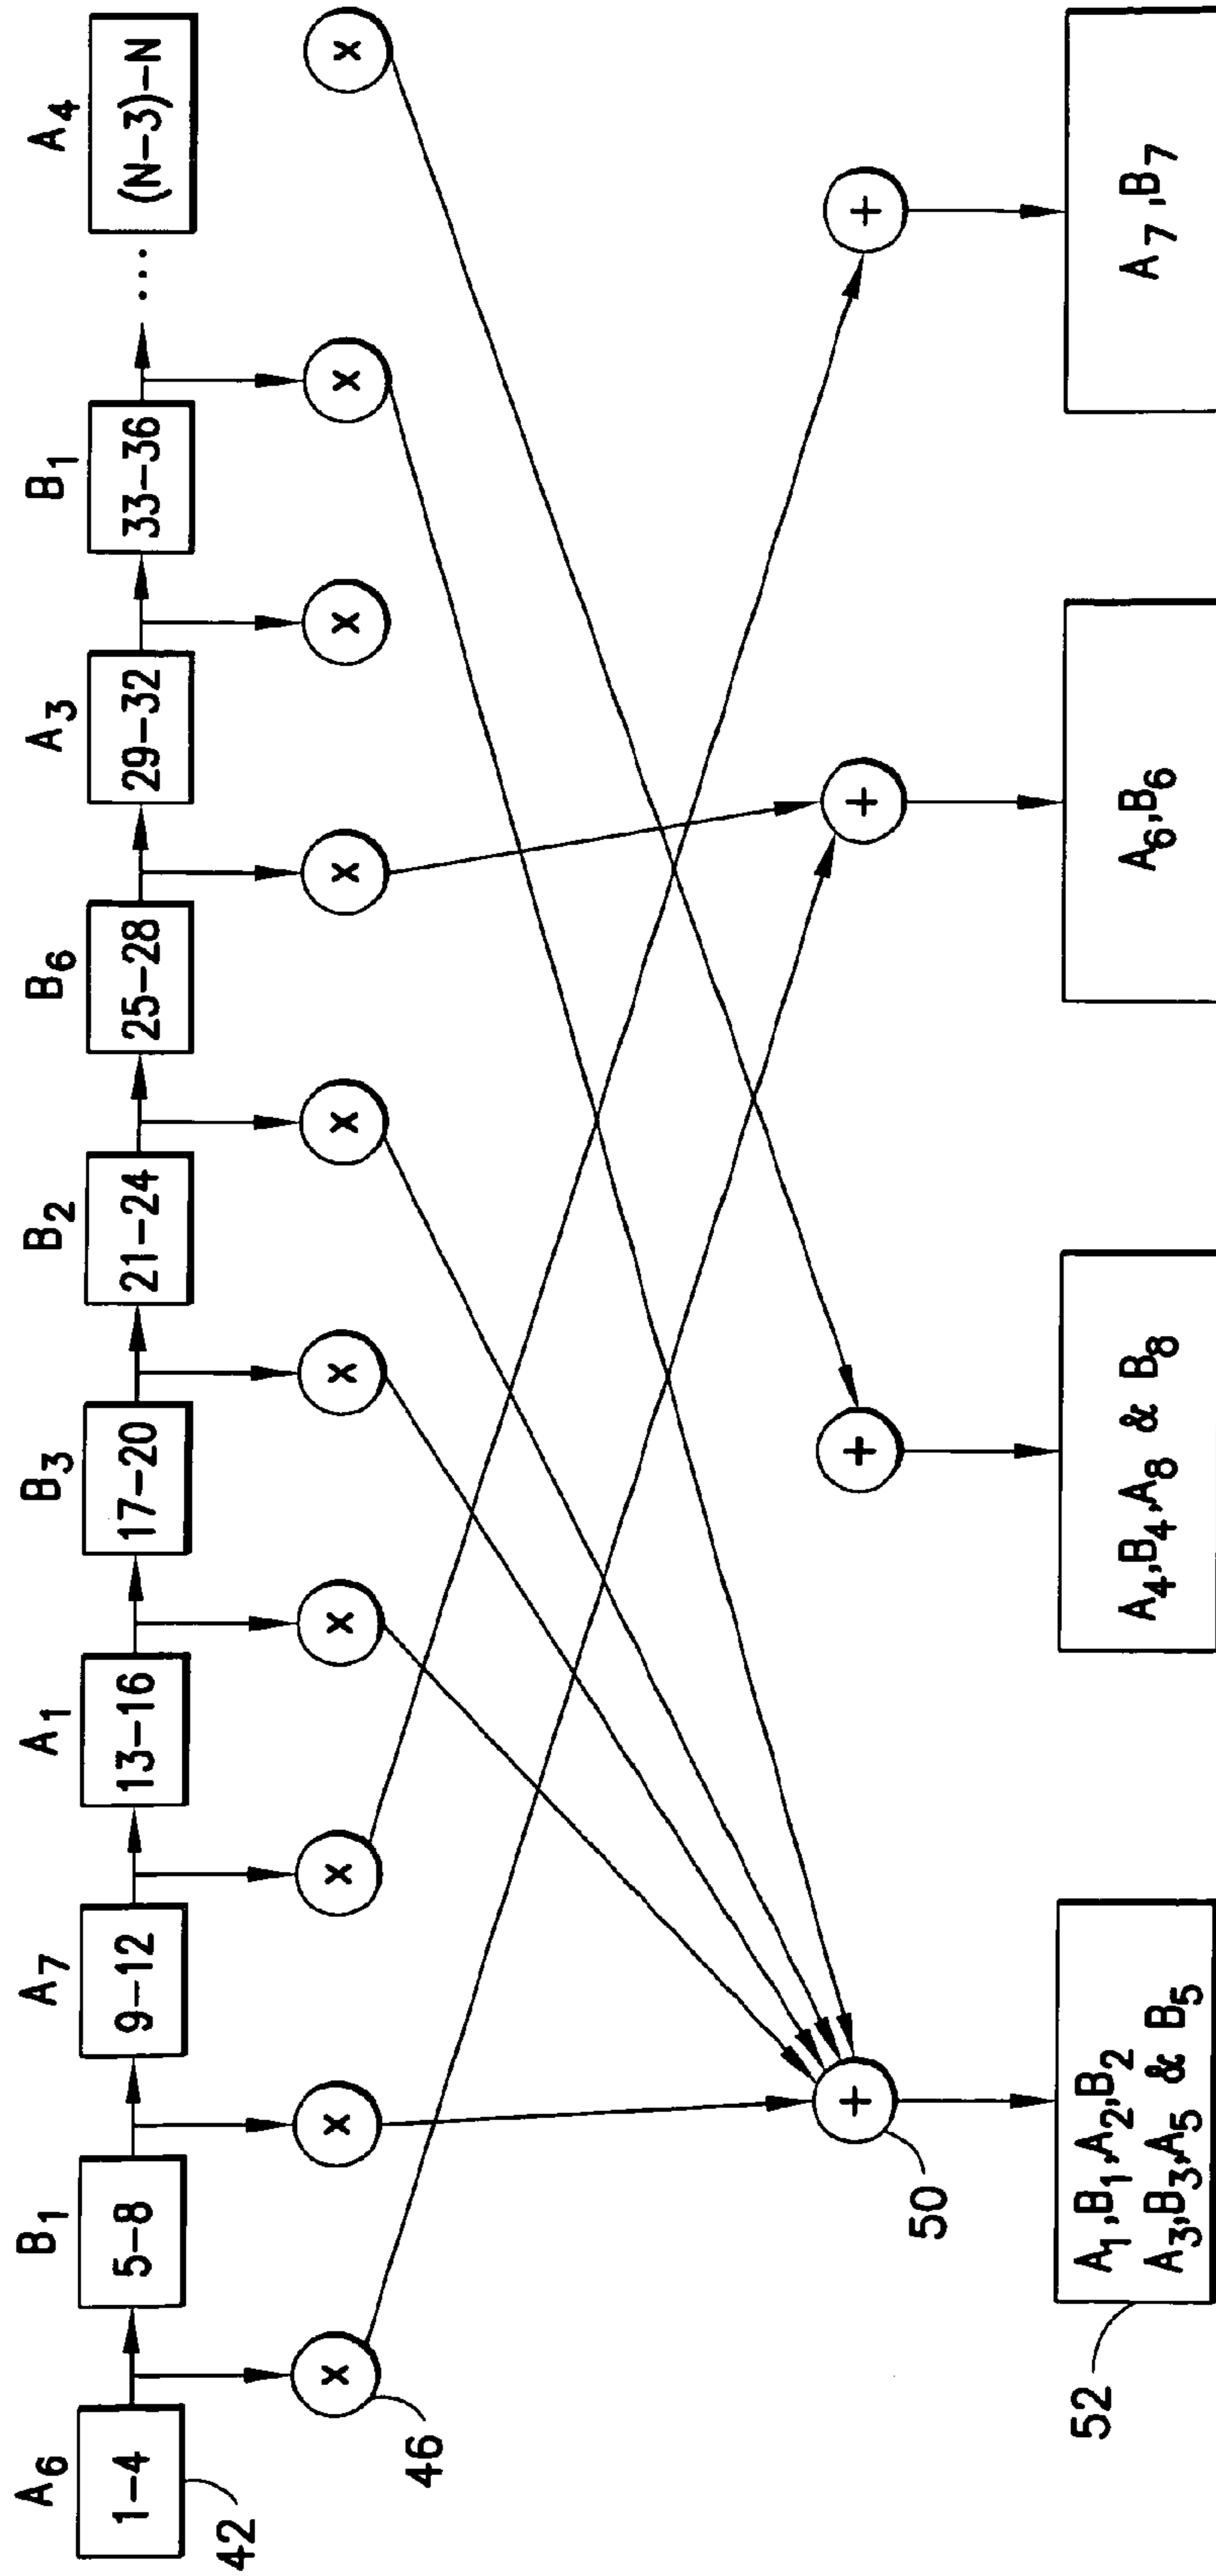 A6 B1 A7 A1 B3 B2 B6 A3 B1 A4
1-4 5-8 9-12 13-16 17-20 21-24 25-28 29-32 33-36 ... (N-3)-N
42
x x x x x x x x x x
46
+ + + +
50
A1,B1,A2,B2
A3,B3,A5 & B5
A4,B4,A8 & B8
A6,B6
A7,B7
52